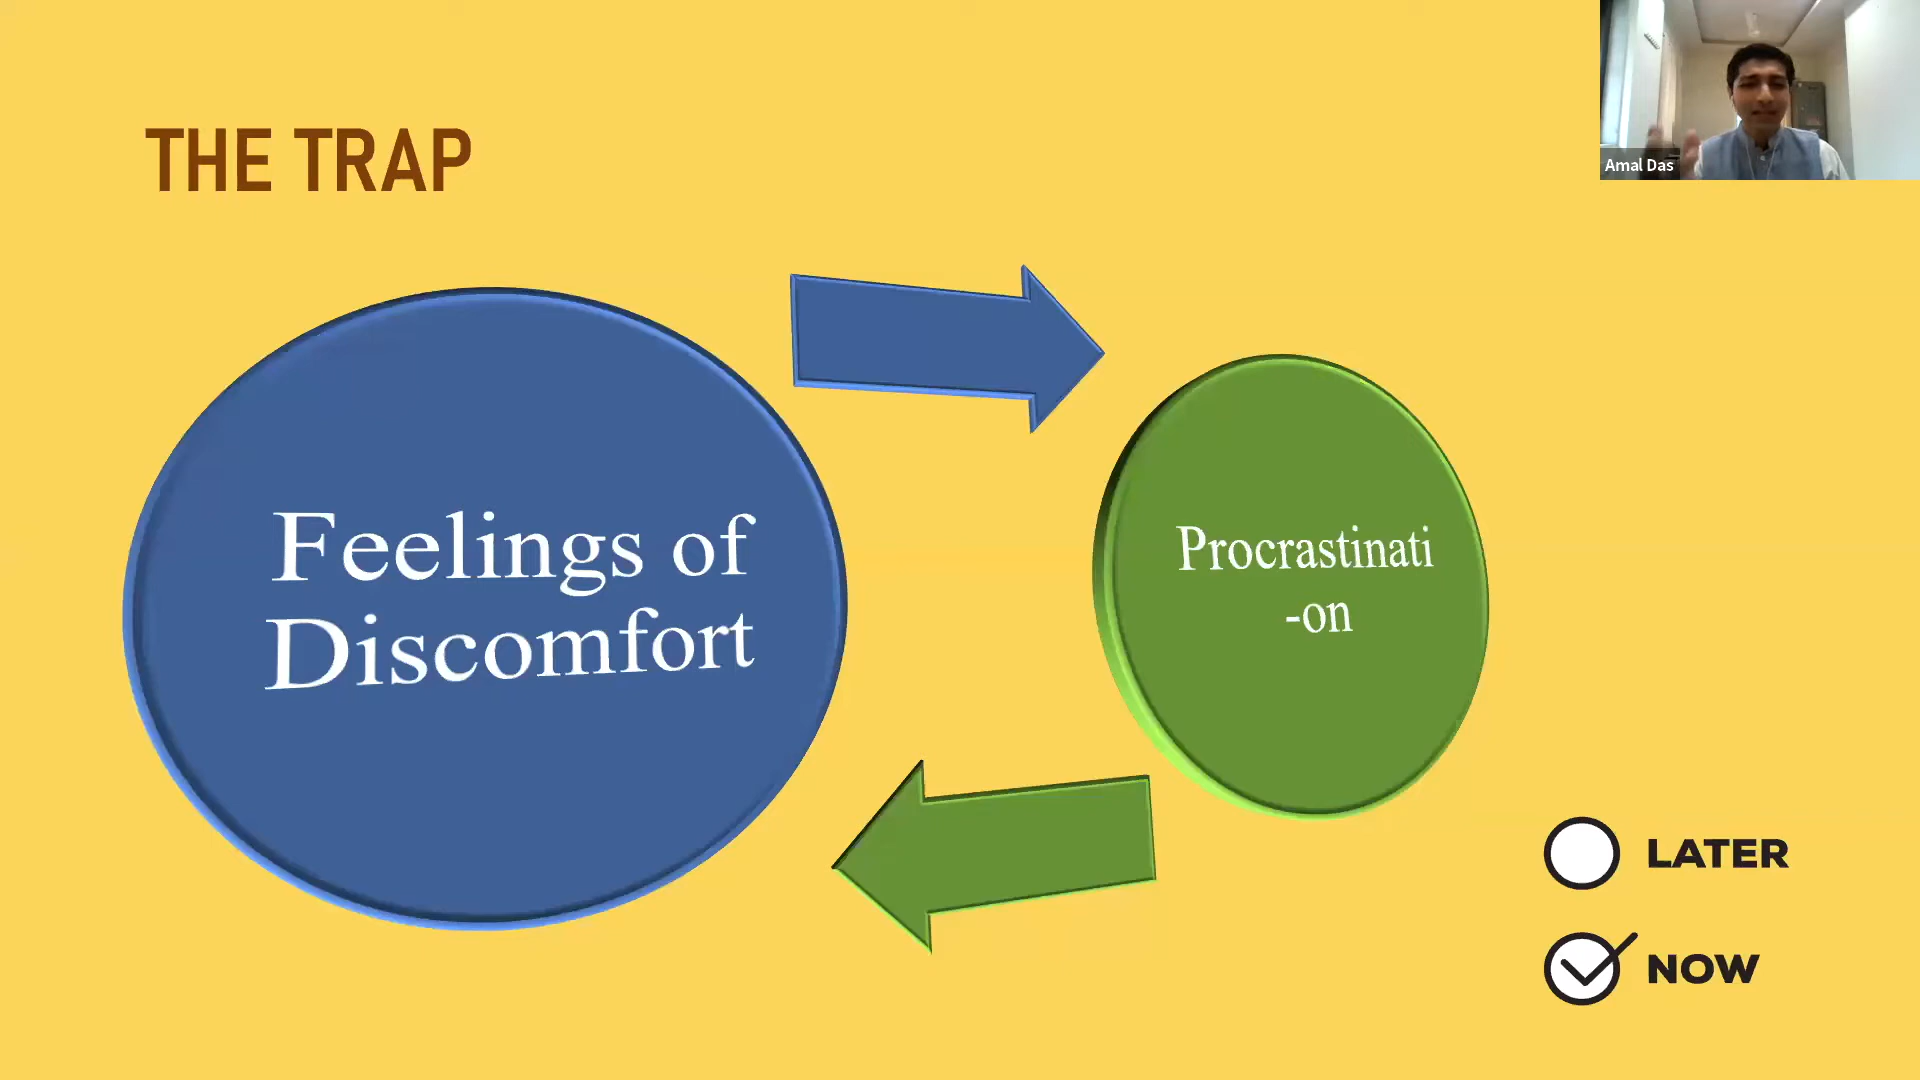 Amal Das
THE TRAP
Feelings of
Discomfort
Procrastinati
-on
LATER
NOW